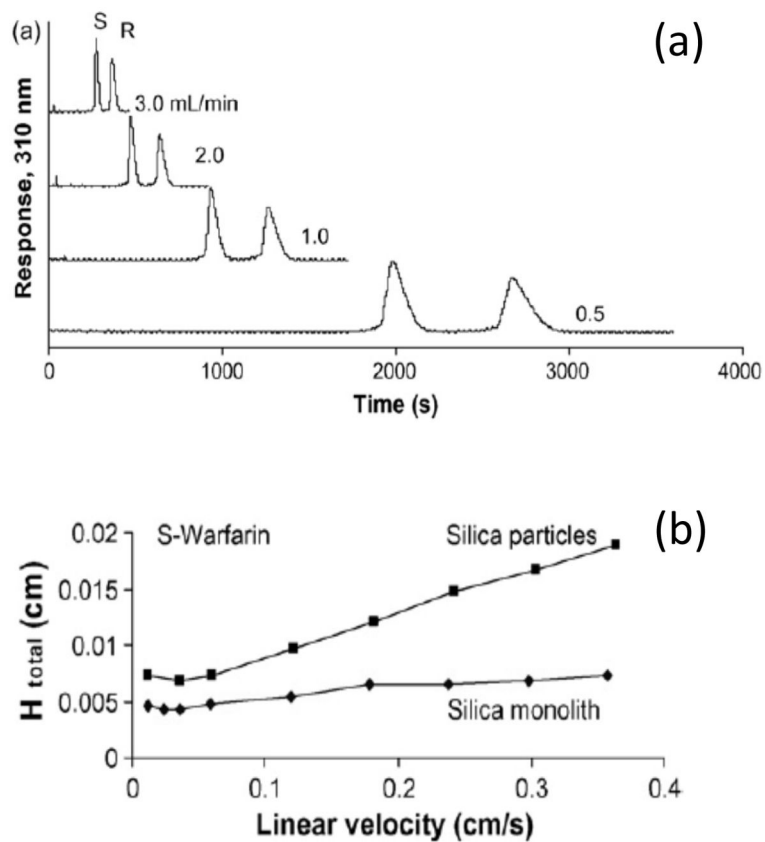 (a)
S
R
(a)
3.0 mL/min
2.0
1.0
0.5
Response, 310 nm
0 1000 2000 3000 4000
Time (s)
0.02
S-Warfarin
Silica particles
(b)
0.015
0.01
0.005
Silica monolith
0
H total (cm)
0 0.1 0.2 0.3 0.4
Linear velocity (cm/s)